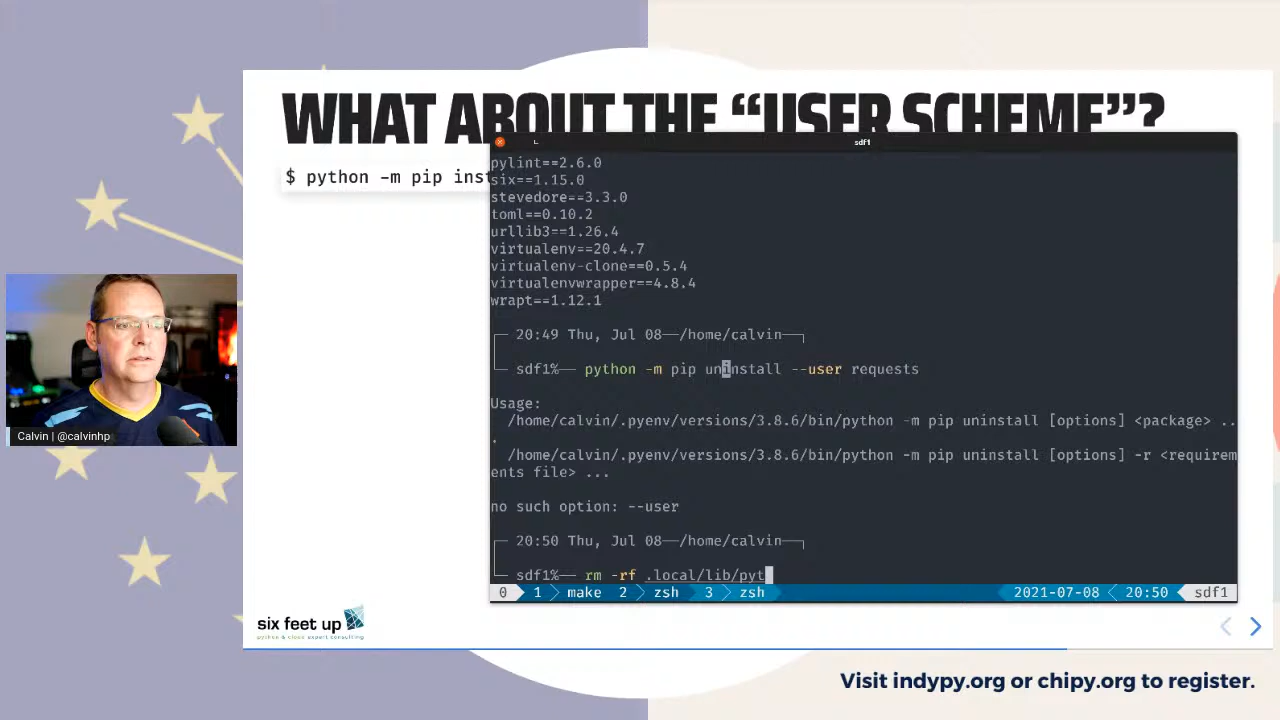 WHAT ABOUT THE “USER SCHEME”?
$ python -m pip inst
sdf1
pylint==2.6.0
six==1.15.0
stevedore==3.3.0
toml==0.10.2
urllib3==1.26.4
virtualenv==20.4.7
virtualenv-clone==0.5.4
virtualenvwrapper==4.8.4
wrapt==1.12.1
20:49 Thu, Jul 08—/home/calvin
sdf1%— python -m pip uninstall --user requests
Usage:
/home/calvin/.pyenv/versions/3.8.6/bin/python -m pip uninstall [options] <package> ..
.
/home/calvin/.pyenv/versions/3.8.6/bin/python -m pip uninstall [options] -r <requirem
ents file> ...
no such option: --user
20:50 Thu, Jul 08—/home/calvin
sdf1%— rm -rf .local/lib/pyt
0 1 make 2 zsh 3 zsh 2021-07-08 20:50 sdf1
Calvin | @calvinhp
six feet up
python & cloud expert consulting
Visit indypy.org or chipy.org to register.